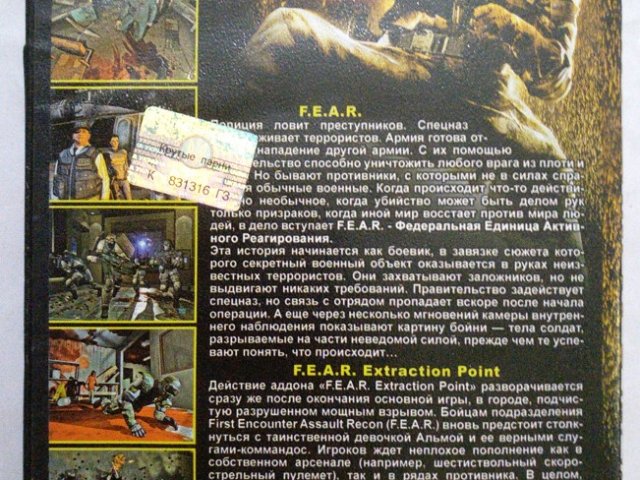 F.E.A.R.
Полиция ловит преступников. Спецназ
живает террористов. Армия готова от-
нападение другой армии. С их помощью
тельство способно уничтожить любого врага из плоти и
Но бывают противники, с которыми не в силах спра-
я обычные военные. Когда происходит что-то действи-
о необычное, когда убийство может быть делом рук
только призраков, когда иной мир восстает против мира лю-
дей, в дело вступает F.E.A.R. - Федеральная Единица Актив-
ного Реагирования.
Крутые парни
К 831316 ГЗ
Эта история начинается как боевик, в завязке сюжета кото-
рого секретный военный объект оказывается в руках неиз-
вестных террористов. Они захватывают заложников, но не
выдвигают никаких требований. Правительство задействует
спецназ, но связь с отрядом пропадает вскоре после начала
операции. А еще через несколько мгновений камеры внутрен-
него наблюдения показывают картину бойни — тела солдат,
разрываемые на части неведомой силой, прежде чем те успе-
вают понять, что происходит...
F.E.A.R. Extraction Point
Действие аддона «F.E.A.R. Extraction Point» разворачивается
сразу же после окончания основной игры, в городе, подчис-
тую разрушенном мощным взрывом. Бойцам подразделения
First Encounter Assault Recon (F.E.A.R.) вновь предстоит столк-
нуться с таинственной девочкой Альмой и ее верными слу-
гами-коммандос. Игроков ждет неплохое пополнение как в
собственном арсенале (например, шестиствольный скоро-
стрельный пулемет), так и в рядах противника. В целом,